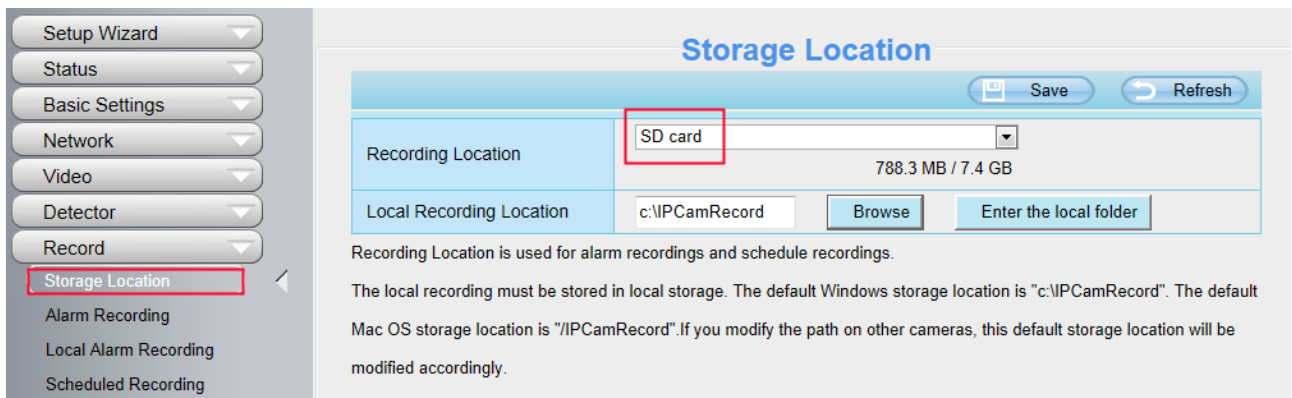 Setup Wizard
Status
Basic Settings
Network
Video
Detector
Record
Storage Location
Alarm Recording
Local Alarm Recording
Scheduled Recording
Storage Location
Save Refresh
Recording Location SD card
788.3 MB / 7.4 GB
Local Recording Location c:\IPCamRecord Browse Enter the local folder
Recording Location is used for alarm recordings and schedule recordings.
The local recording must be stored in local storage. The default Windows storage location is "c:\IPCamRecord". The default
Mac OS storage location is "/IPCamRecord".If you modify the path on other cameras, this default storage location will be
modified accordingly.